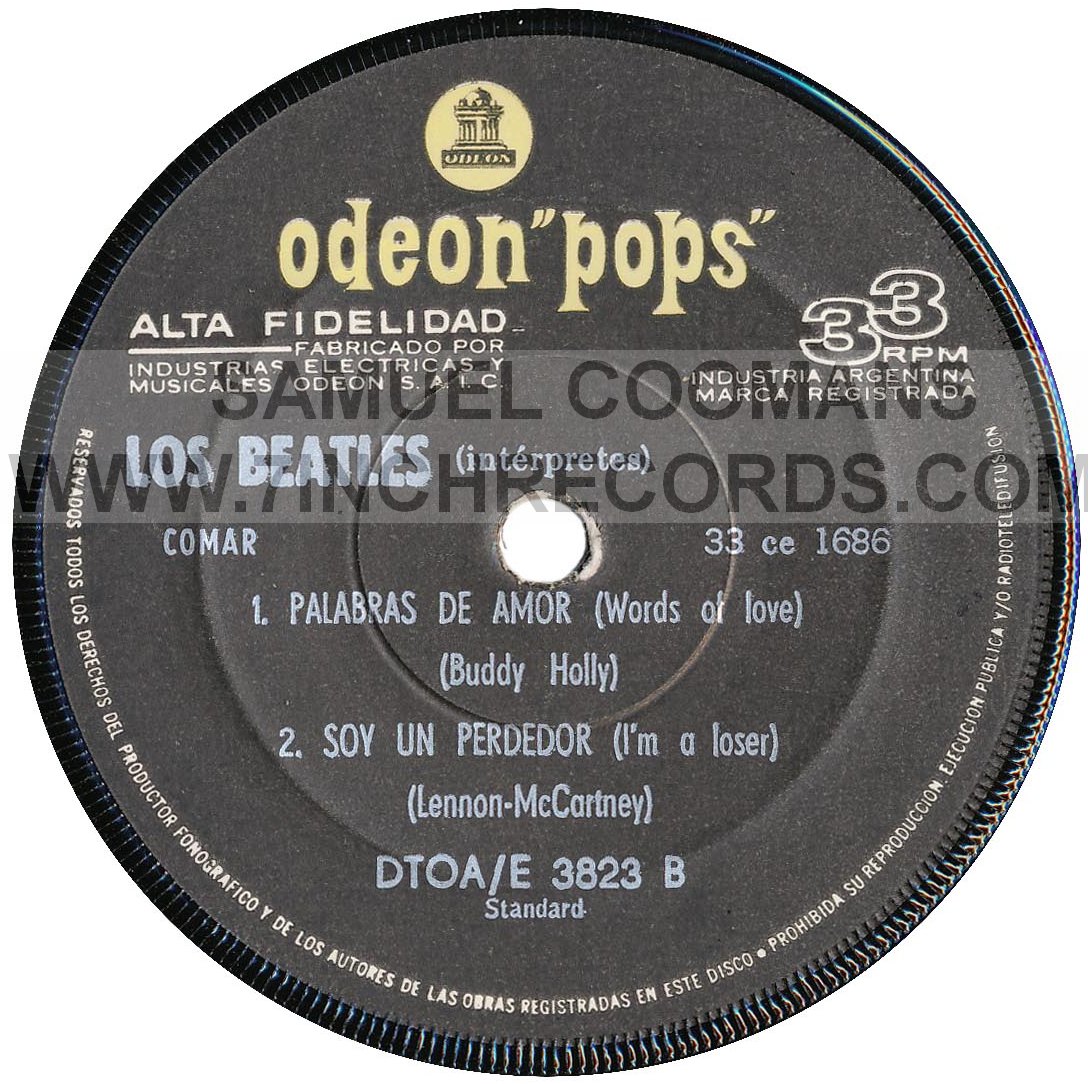 ODEON
odeon "pops"
ALTA FIDELIDAD
FABRICADO POR
INDUSTRIAS ELECTRICAS Y
MUSICALES ODEON S.A.I.C.
33
RPM
INDUSTRIA ARGENTINA
MARCA REGISTRADA
SAMUEL COOMANS
WWW.7INCHRECORDS.COM
LOS BEATLES (intérpretes)
COMAR
33 ce 1686
1. PALABRAS DE AMOR (Words of love)
(Buddy Holly)
2. SOY UN PERDEDOR (I'm a loser)
(Lennon-McCartney)
DTOA/E 3823 B
Standard
RESERVADOS TODOS LOS DERECHOS DEL PRODUCTOR FONOGRAFICO Y DE LOS AUTORES DE LAS OBRAS REGISTRADAS EN ESTE DISCO • PROHIBIDA SU REPRODUCCION, EJECUCION PUBLICA Y/O RADIOTELEDIFUSION